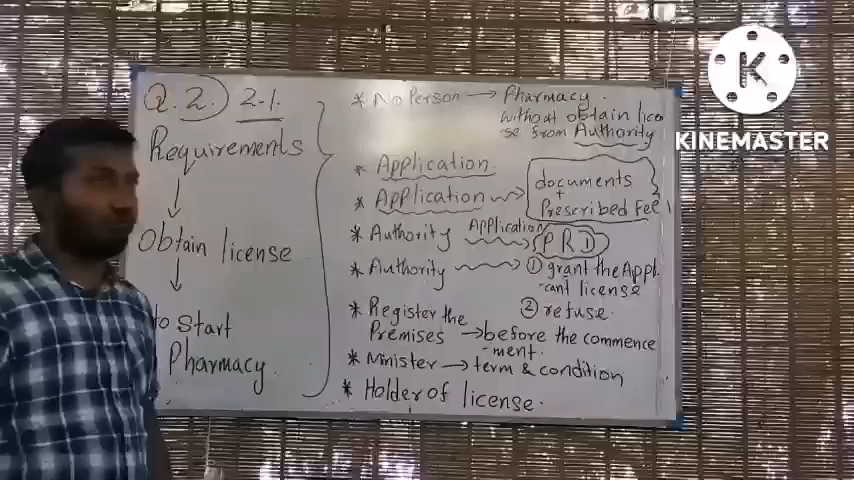 Q.2) 2-1.
Requirements
Obtain license
to Start
Pharmacy
* No Person → Pharmacy
without obtain lice
-se from Authority
* Application.
* Application documents
+
Prescribed Fee
* Authority Application PRD
* Authority ① grant the Appl-
-cant license
② refuse.
* Register the
Premises → before the commence
-ment.
* Minister → term & condition
* Holder of license.
K
KINEMASTER